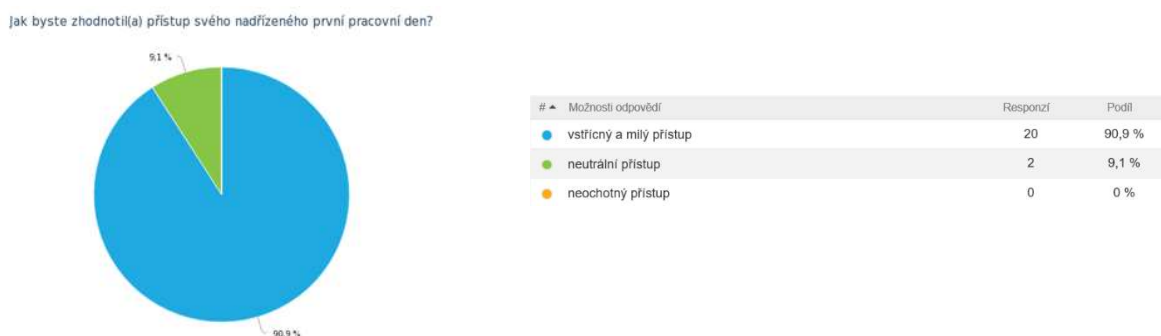 Jak byste zhodnotil(a) přístup svého nadřízeného první pracovní den?
9,1 %
90,9 %
# Možnosti odpovědí Responzí Podíl
vstřícný a milý přístup 20 90,9 %
neutrální přístup 2 9,1 %
neochotný přístup 0 0 %